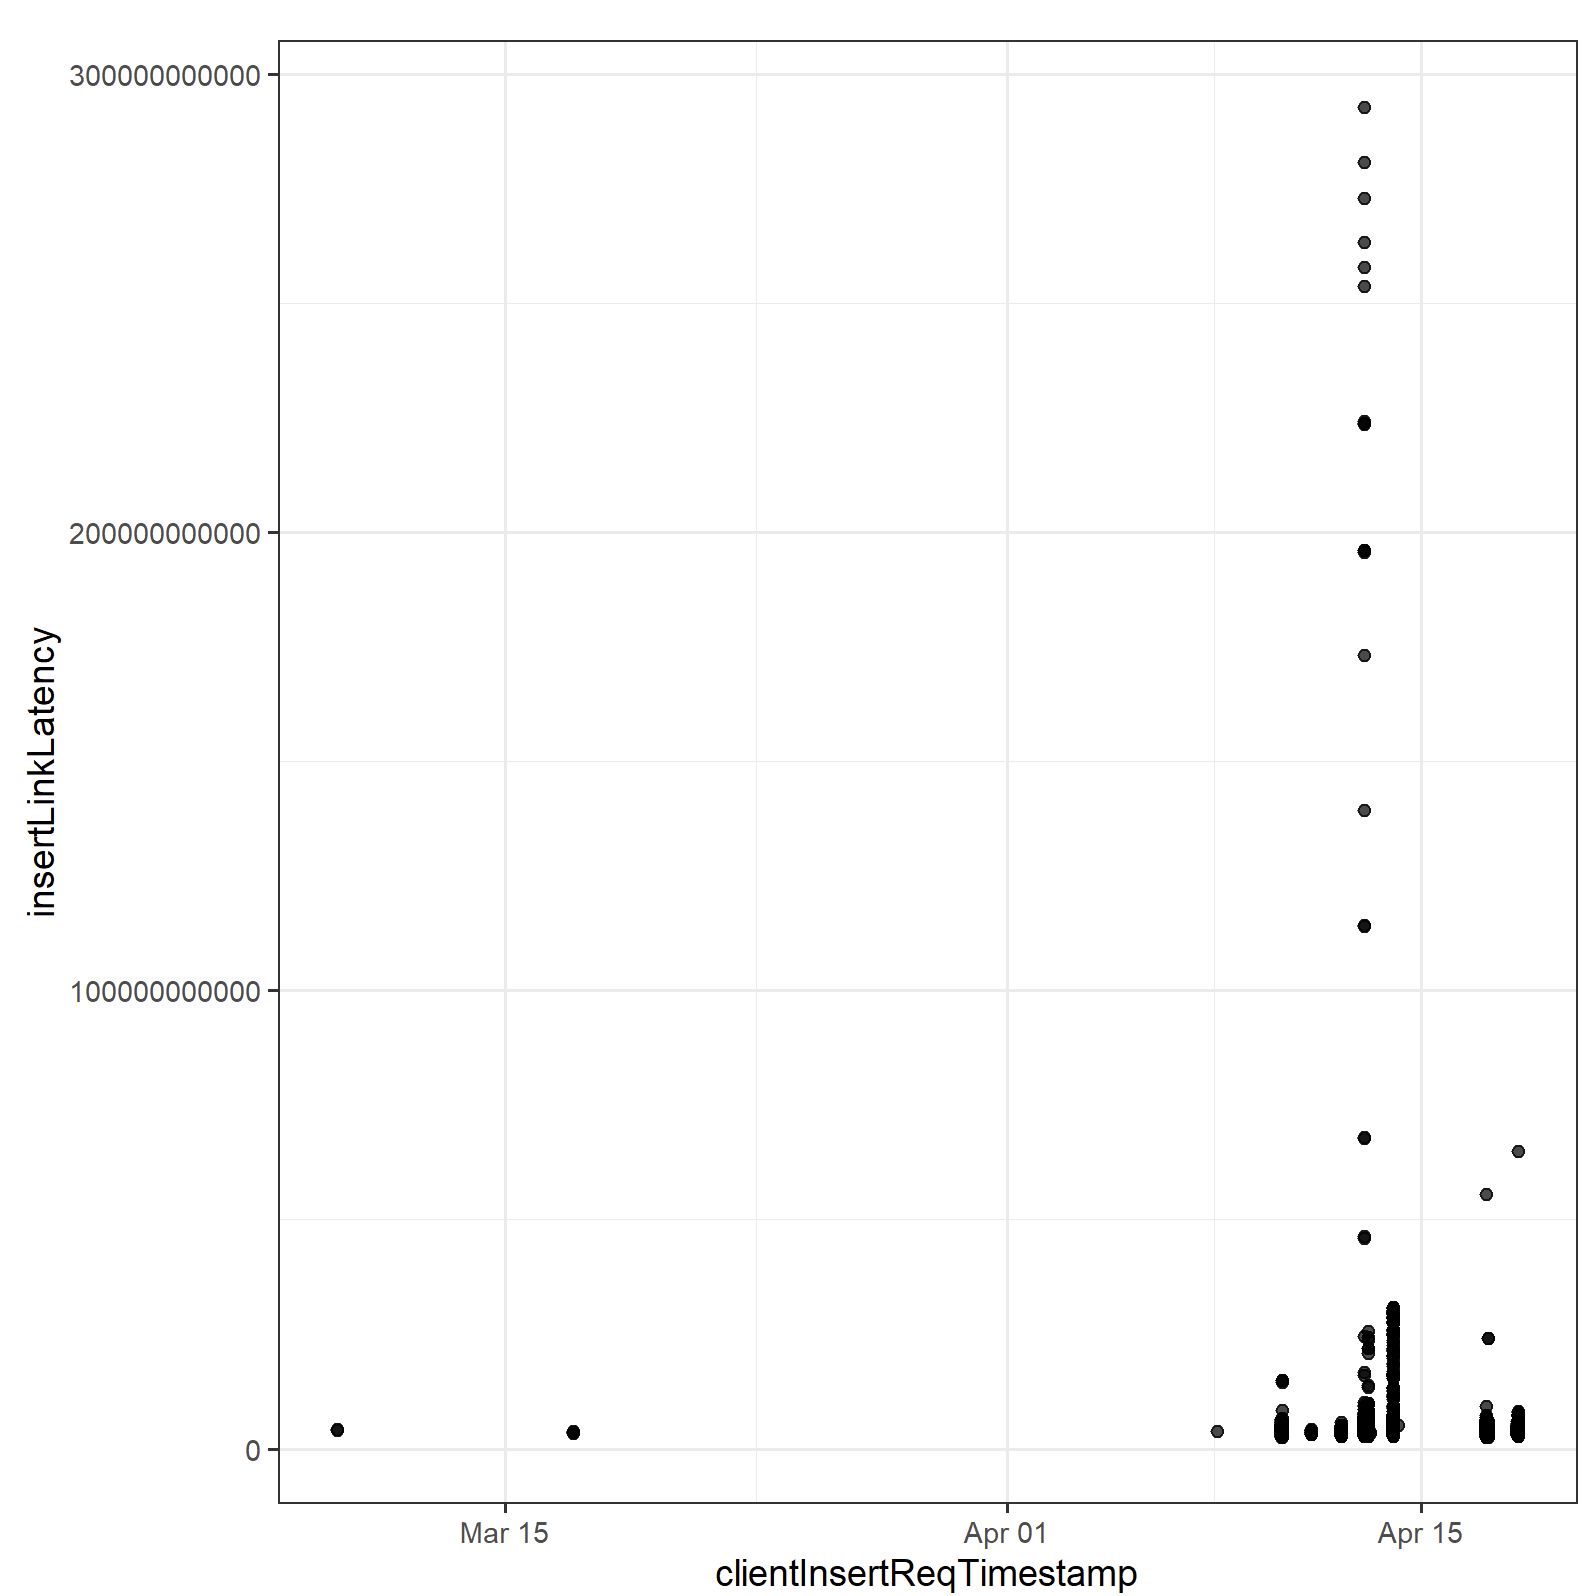 300000000000
200000000000
100000000000
0
insertLinkLatency
Mar 15
Apr 01
Apr 15
clientInsertReqTimestamp